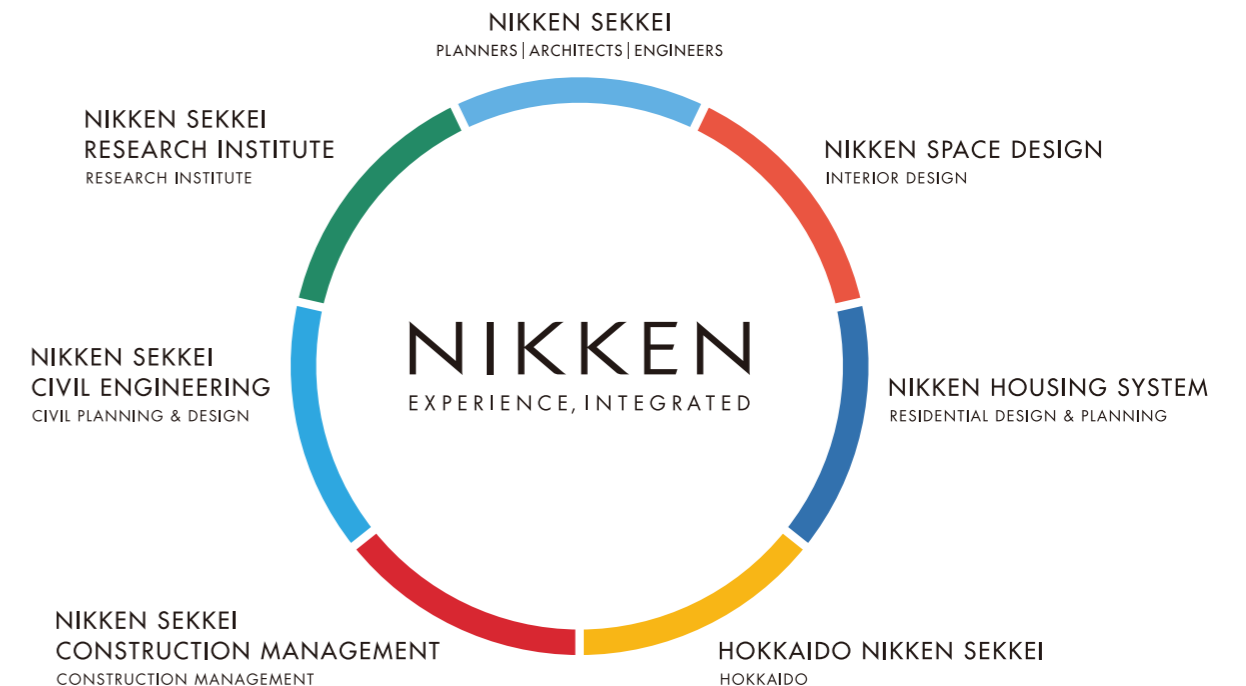 NIKKEN SEKKEI
PLANNERS|ARCHITECTS|ENGINEERS
NIKKEN SEKKEI
RESEARCH INSTITUTE
RESEARCH INSTITUTE
NIKKEN SPACE DESIGN
INTERIOR DESIGN
NIKKEN
EXPERIENCE, INTEGRATED
NIKKEN SEKKEI
CIVIL ENGINEERING
CIVIL PLANNING & DESIGN
NIKKEN HOUSING SYSTEM
RESIDENTIAL DESIGN & PLANNING
NIKKEN SEKKEI
CONSTRUCTION MANAGEMENT
CONSTRUCTION MANAGEMENT
HOKKAIDO NIKKEN SEKKEI
HOKKAIDO